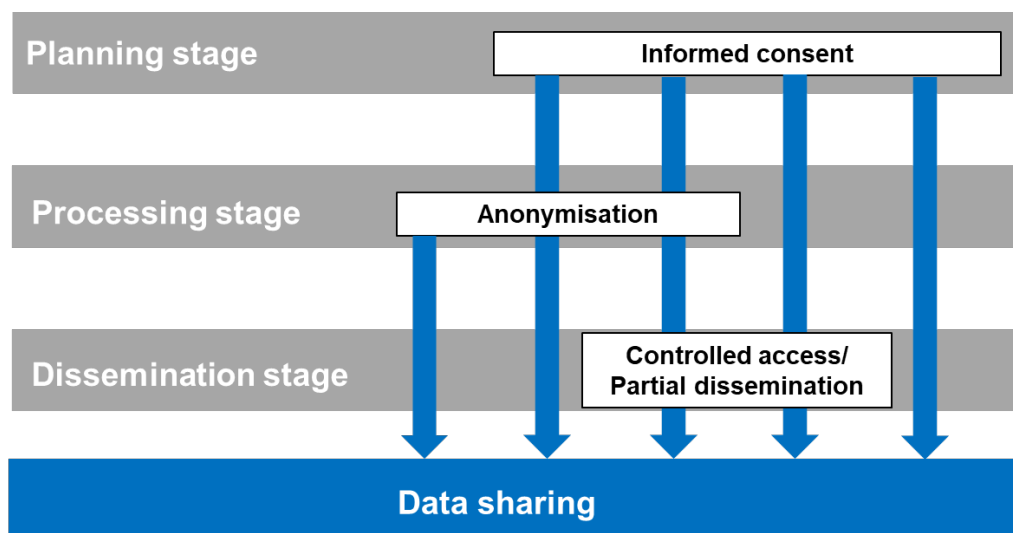 Planning stage
Informed consent
Processing stage
Anonymisation
Dissemination stage
Controlled access/
Partial dissemination
Data sharing